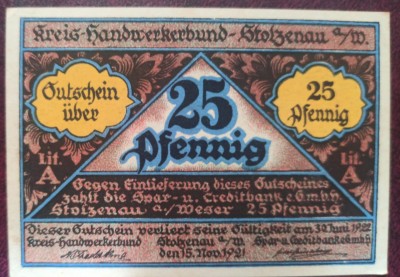 Kreis-Handwerkerbund-Stolzenau a/W.
Gutschein über
25 Pfennig
25 Pfennig
Lit. A.
Lit. A.
Gegen Einlieferung dieses Gutscheines
zahlt die Spar- u. Creditbank e.G.m.b.H.
Stolzenau a./Weser 25 Pfennig
Dieser Gutschein verliert seine Gültigkeit am 30. Juni 1922
Kreis-Handwerkerbund Stolzenau a/W. Spar-u Creditbank e.G.m.b.H.
den 15. Nov. 1921